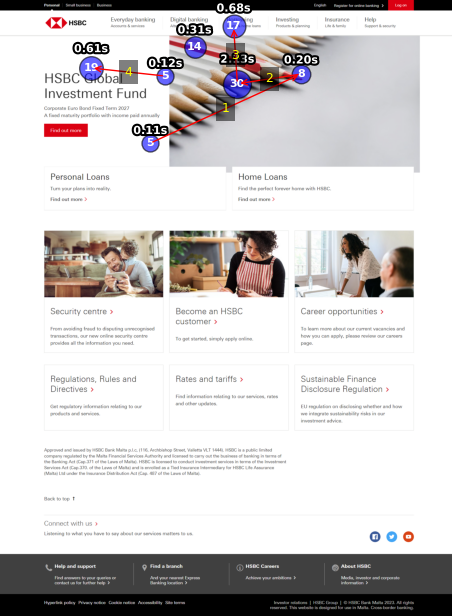 Personal Small business Business English Register for online banking Log on
HSBC
Everyday banking Digital banking Investing Insurance Help
Accounts & services Products & planning Life & family Support & security
0.68s
0.31s
17
14
3
0.61s
19
4
0.12s
5
30
2
0.20s
8
1
0.11s
5
HSBC Global
Investment Fund
Corporate Euro Bond Fixed Term 2027
A fixed maturity portfolio with income paid annually
Find out more
Personal Loans
Turn your plans into reality.
Find out more >
Home Loans
Find the perfect forever home with HSBC.
Find out more >
Security centre >
From avoiding fraud to disputing unrecognised
transactions, our new online security centre
provides all the information you need.
Become an HSBC
customer >
To get started, simply apply online.
Career opportunities >
To learn more about our current vacancies and
how you can apply, please review our careers
page.
Regulations, Rules and
Directives >
Get regulatory information relating to our
products and services.
Rates and tariffs >
Find information relating to our services, rates
and other updates.
Sustainable Finance
Disclosure Regulation >
EU regulation on disclosing whether and how
we integrate sustainability risks in our
investment advice.
Approved and issued by HSBC Bank Malta p.l.c. (116, Archbishop Street, Valletta VLT 1444). HSBC is a public limited
company regulated by the Malta Financial Services Authority and licensed to carry out the business of banking in terms of
the Banking Act (Cap.371 of the Laws of Malta). HSBC is licensed to conduct investment services in terms of the Investment
Services Act (Cap.370. of the Laws of Malta) and is enrolled as a Tied Insurance Intermediary for HSBC Life Assurance
(Malta) Ltd under the Insurance Distribution Act (Cap. 487 of the Laws of Malta).
Back to top
Connect with us >
Listening to what you have to say about our services matters to us.
Help and support
Find answers to your queries or
contact us for further help >
Find a branch
And your nearest Express
Banking location >
HSBC Careers
Achieve your ambitions >
About HSBC
Media, investor and corporate
information >
Hyperlink policy Privacy notice Cookie notice Accessibility Site terms
Investor relations | HSBC Group | © HSBC Bank Malta 2023. All rights
reserved. This website is designed for use in Malta. Cross border banking.